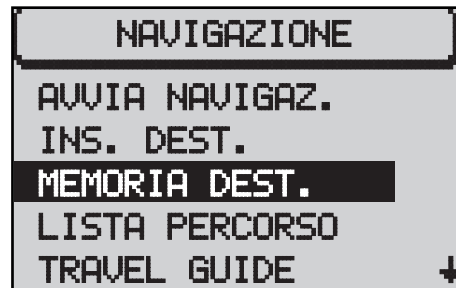 NAVIGAZIONE
AVVIA NAVIGAZ.
INS. DEST.
MEMORIA DEST.
LISTA PERCORSO
TRAVEL GUIDE